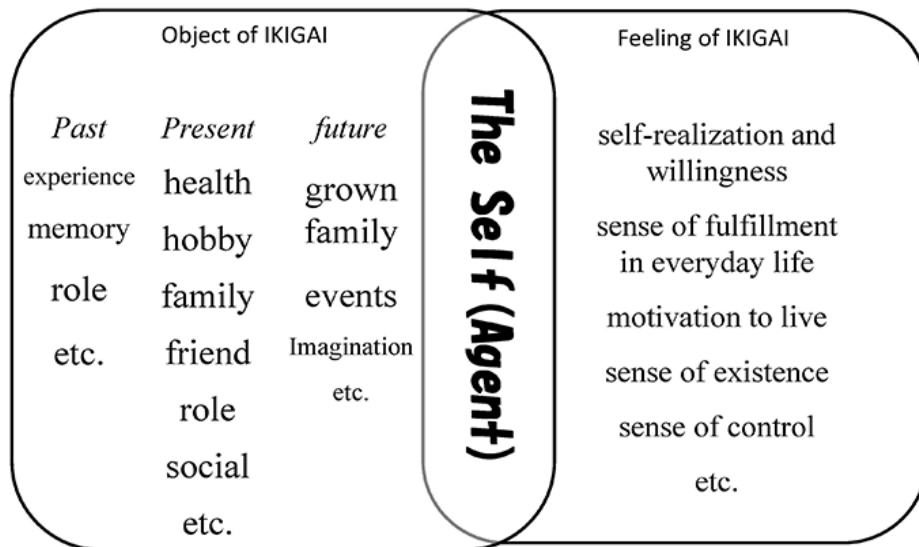 Object of IKIGAI
Past
experience
memory
role
etc.
Present
health
hobby
family
friend
role
social
etc.
future
grown
family
events
Imagination
etc.
The Self(Agent)
Feeling of IKIGAI
self-realization and
willingness
sense of fulfillment
in everyday life
motivation to live
sense of existence
sense of control
etc.